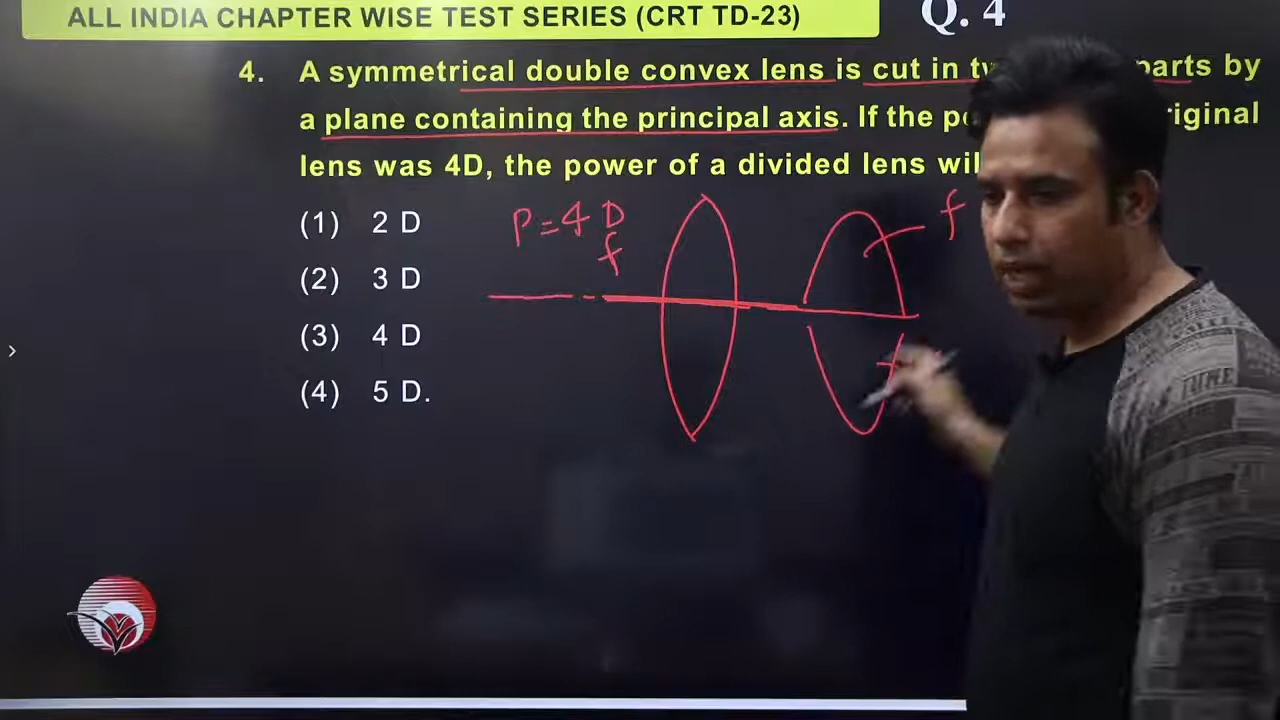 ALL INDIA CHAPTER WISE TEST SERIES (CRT TD-23)
Q. 4
4. A symmetrical double convex lens is cut in parts by
a plane containing the principal axis. If the
lens was 4D, the power of a divided lens
(1) 2 D
(2) 3 D
(3) 4 D
(4) 5 D.
P = 4 D
f
f